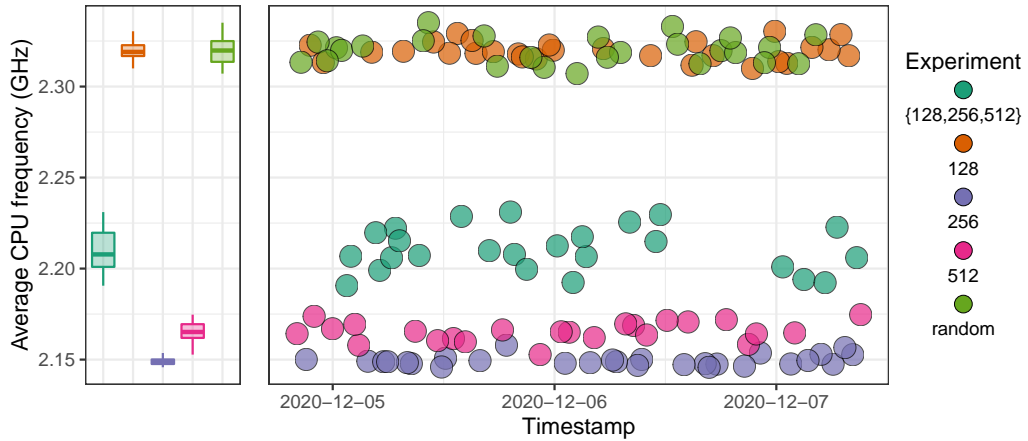 Average CPU frequency (GHz)
2.30
2.25
2.20
2.15
2020−12−05
2020−12−06
2020−12−07
Timestamp
Experiment
{128,256,512}
128
256
512
random